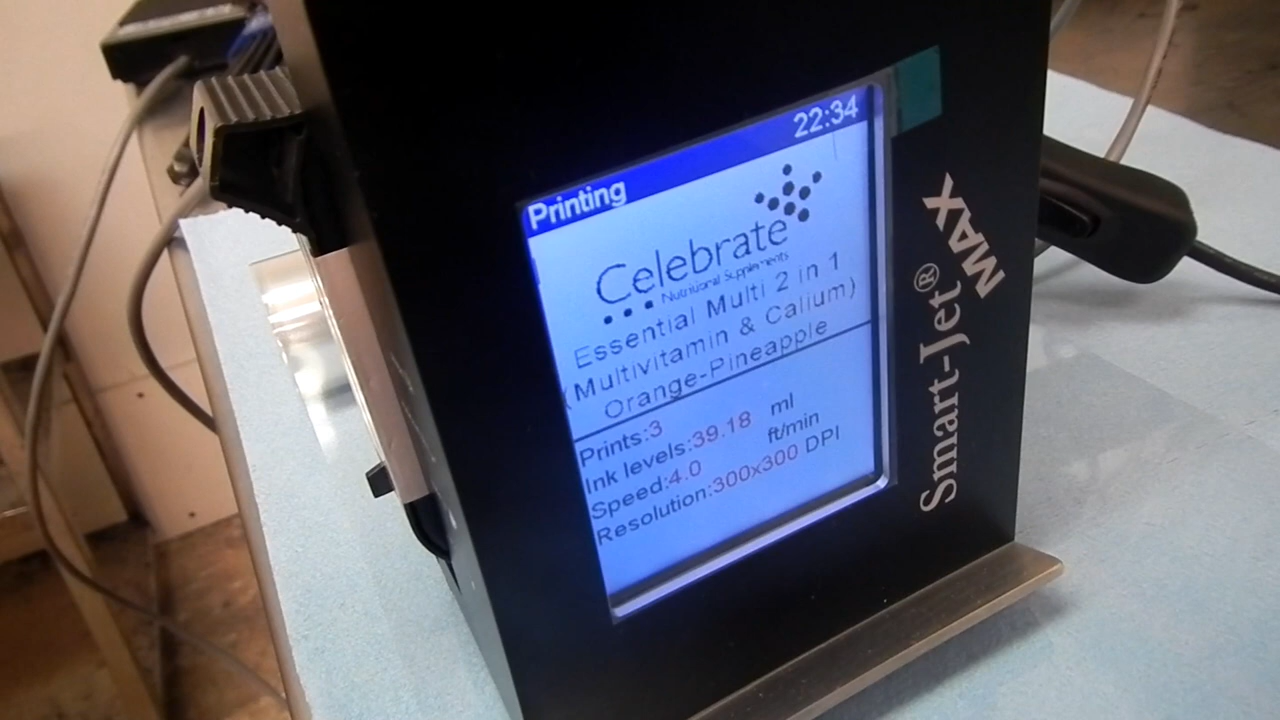 Printing 22:34
Celebrate
Nutritional Supplements
Essential Multi 2 in 1
(Multivitamin & Calium)
Orange-Pineapple
Prints:3
Ink levels:39.18 ml
Speed:4.0 ft/min
Resolution:300x300 DPI
Smart-Jet® MAX